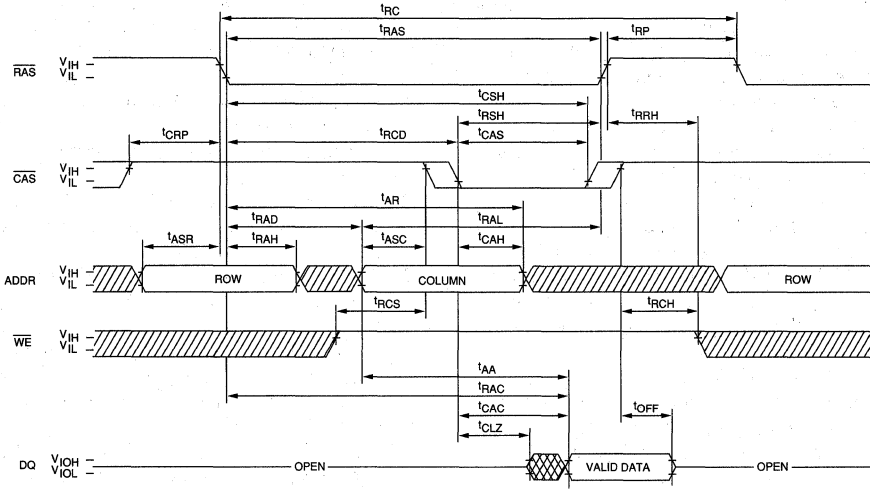 tRC
tRAS
tRP
RAS
VIH
VIL
tCSH
tRSH
tRRH
tCRP
tRCD
tCAS
CAS
VIH
VIL
tAR
tRAD
tRAL
tASR
tRAH
tASC
tCAH
ADDR
VIH
VIL
ROW
COLUMN
ROW
tRCS
tRCH
WE
VIH
VIL
tAA
tRAC
tCAC
tOFF
tCLZ
DQ
VIOH
VIOL
OPEN
VALID DATA
OPEN